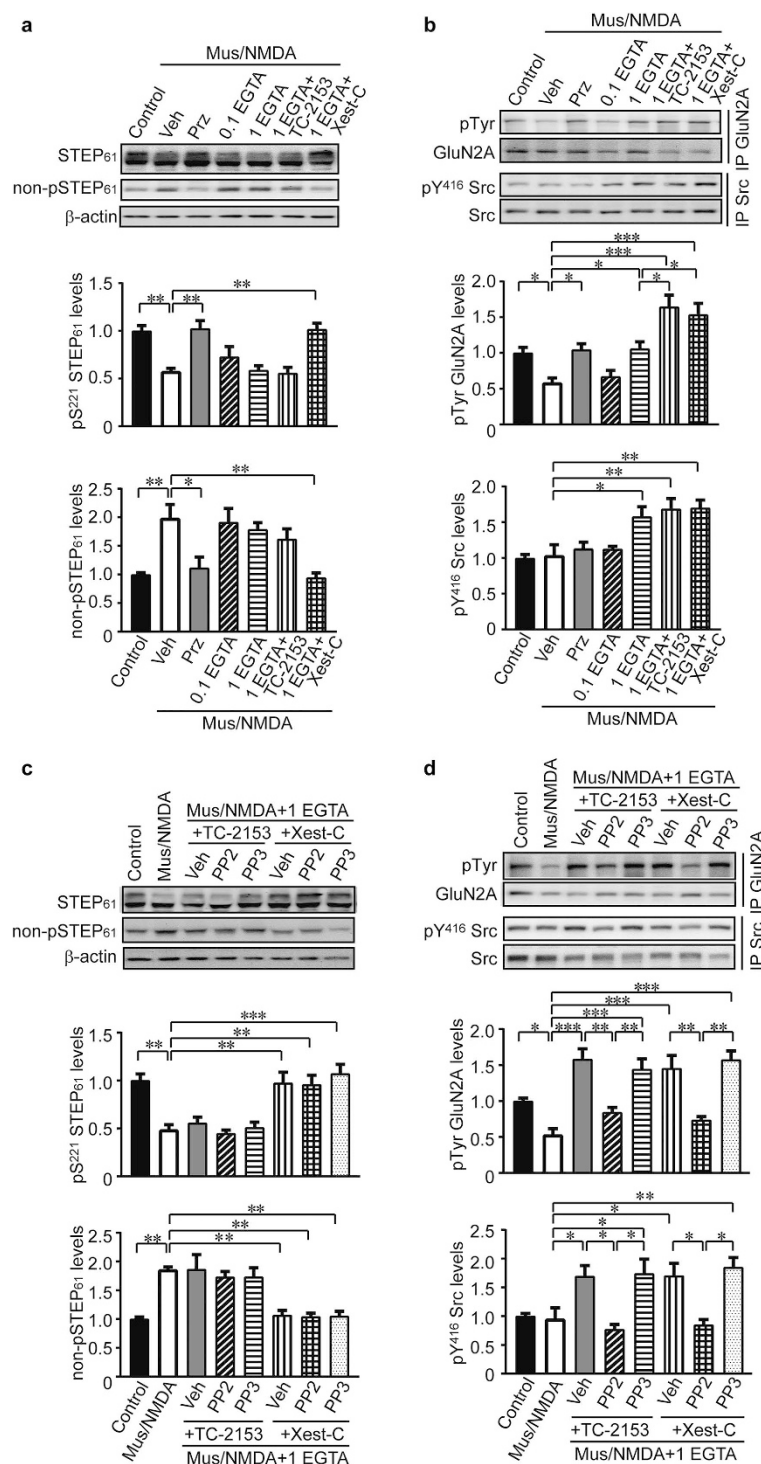 a
Mus/NMDA
Control
Veh
Prz
0.1 EGTA
1 EGTA
1 EGTA+
TC-2153
1 EGTA+
Xest-C
STEP₆₁
non-pSTEP₆₁
β-actin
** ** **
pS²²¹ STEP₆₁ levels
1.5
1.0
0.5
0
** * **
non-pSTEP₆₁ levels
2.5
2.0
1.5
1.0
0.5
0
Control
Veh
Prz
0.1 EGTA
1 EGTA
1 EGTA+
TC-2153
1 EGTA+
Xest-C
Mus/NMDA
b
Mus/NMDA
Control
Veh
Prz
0.1 EGTA
1 EGTA
1 EGTA+
TC-2153
1 EGTA+
Xest-C
pTyr
GluN2A
IP GluN2A
pY⁴¹⁶ Src
Src
IP Src
***
***
* *
* * *
pTyr GluN2A levels
2.0
1.5
1.0
0.5
0
**
**
*
pY⁴¹⁶ Src levels
2.0
1.5
1.0
0.5
0
Control
Veh
Prz
0.1 EGTA
1 EGTA
1 EGTA+
TC-2153
1 EGTA+
Xest-C
Mus/NMDA
c
Mus/NMDA+1 EGTA
+TC-2153 +Xest-C
Control
Mus/NMDA
Veh
PP2
PP3
Veh
PP2
PP3
STEP₆₁
non-pSTEP₆₁
β-actin
***
**
** **
pS²²¹ STEP₆₁ levels
1.5
1.0
0.5
0
**
**
** **
non-pSTEP₆₁ levels
2.5
2.0
1.5
1.0
0.5
0
Control
Mus/NMDA
Veh
PP2
PP3
Veh
PP2
PP3
+TC-2153 +Xest-C
Mus/NMDA+1 EGTA
d
Mus/NMDA+1 EGTA
+TC-2153 +Xest-C
Control
Mus/NMDA
Veh
PP2
PP3
Veh
PP2
PP3
pTyr
GluN2A
IP GluN2A
pY⁴¹⁶ Src
Src
IP Src
***
***
***
* *** ** ** ** **
pTyr GluN2A levels
2.0
1.5
1.0
0.5
0
**
*
*
* * * * *
pY⁴¹⁶ Src levels
2.5
2.0
1.5
1.0
0.5
0
Control
Mus/NMDA
Veh
PP2
PP3
Veh
PP2
PP3
+TC-2153 +Xest-C
Mus/NMDA+1 EGTA